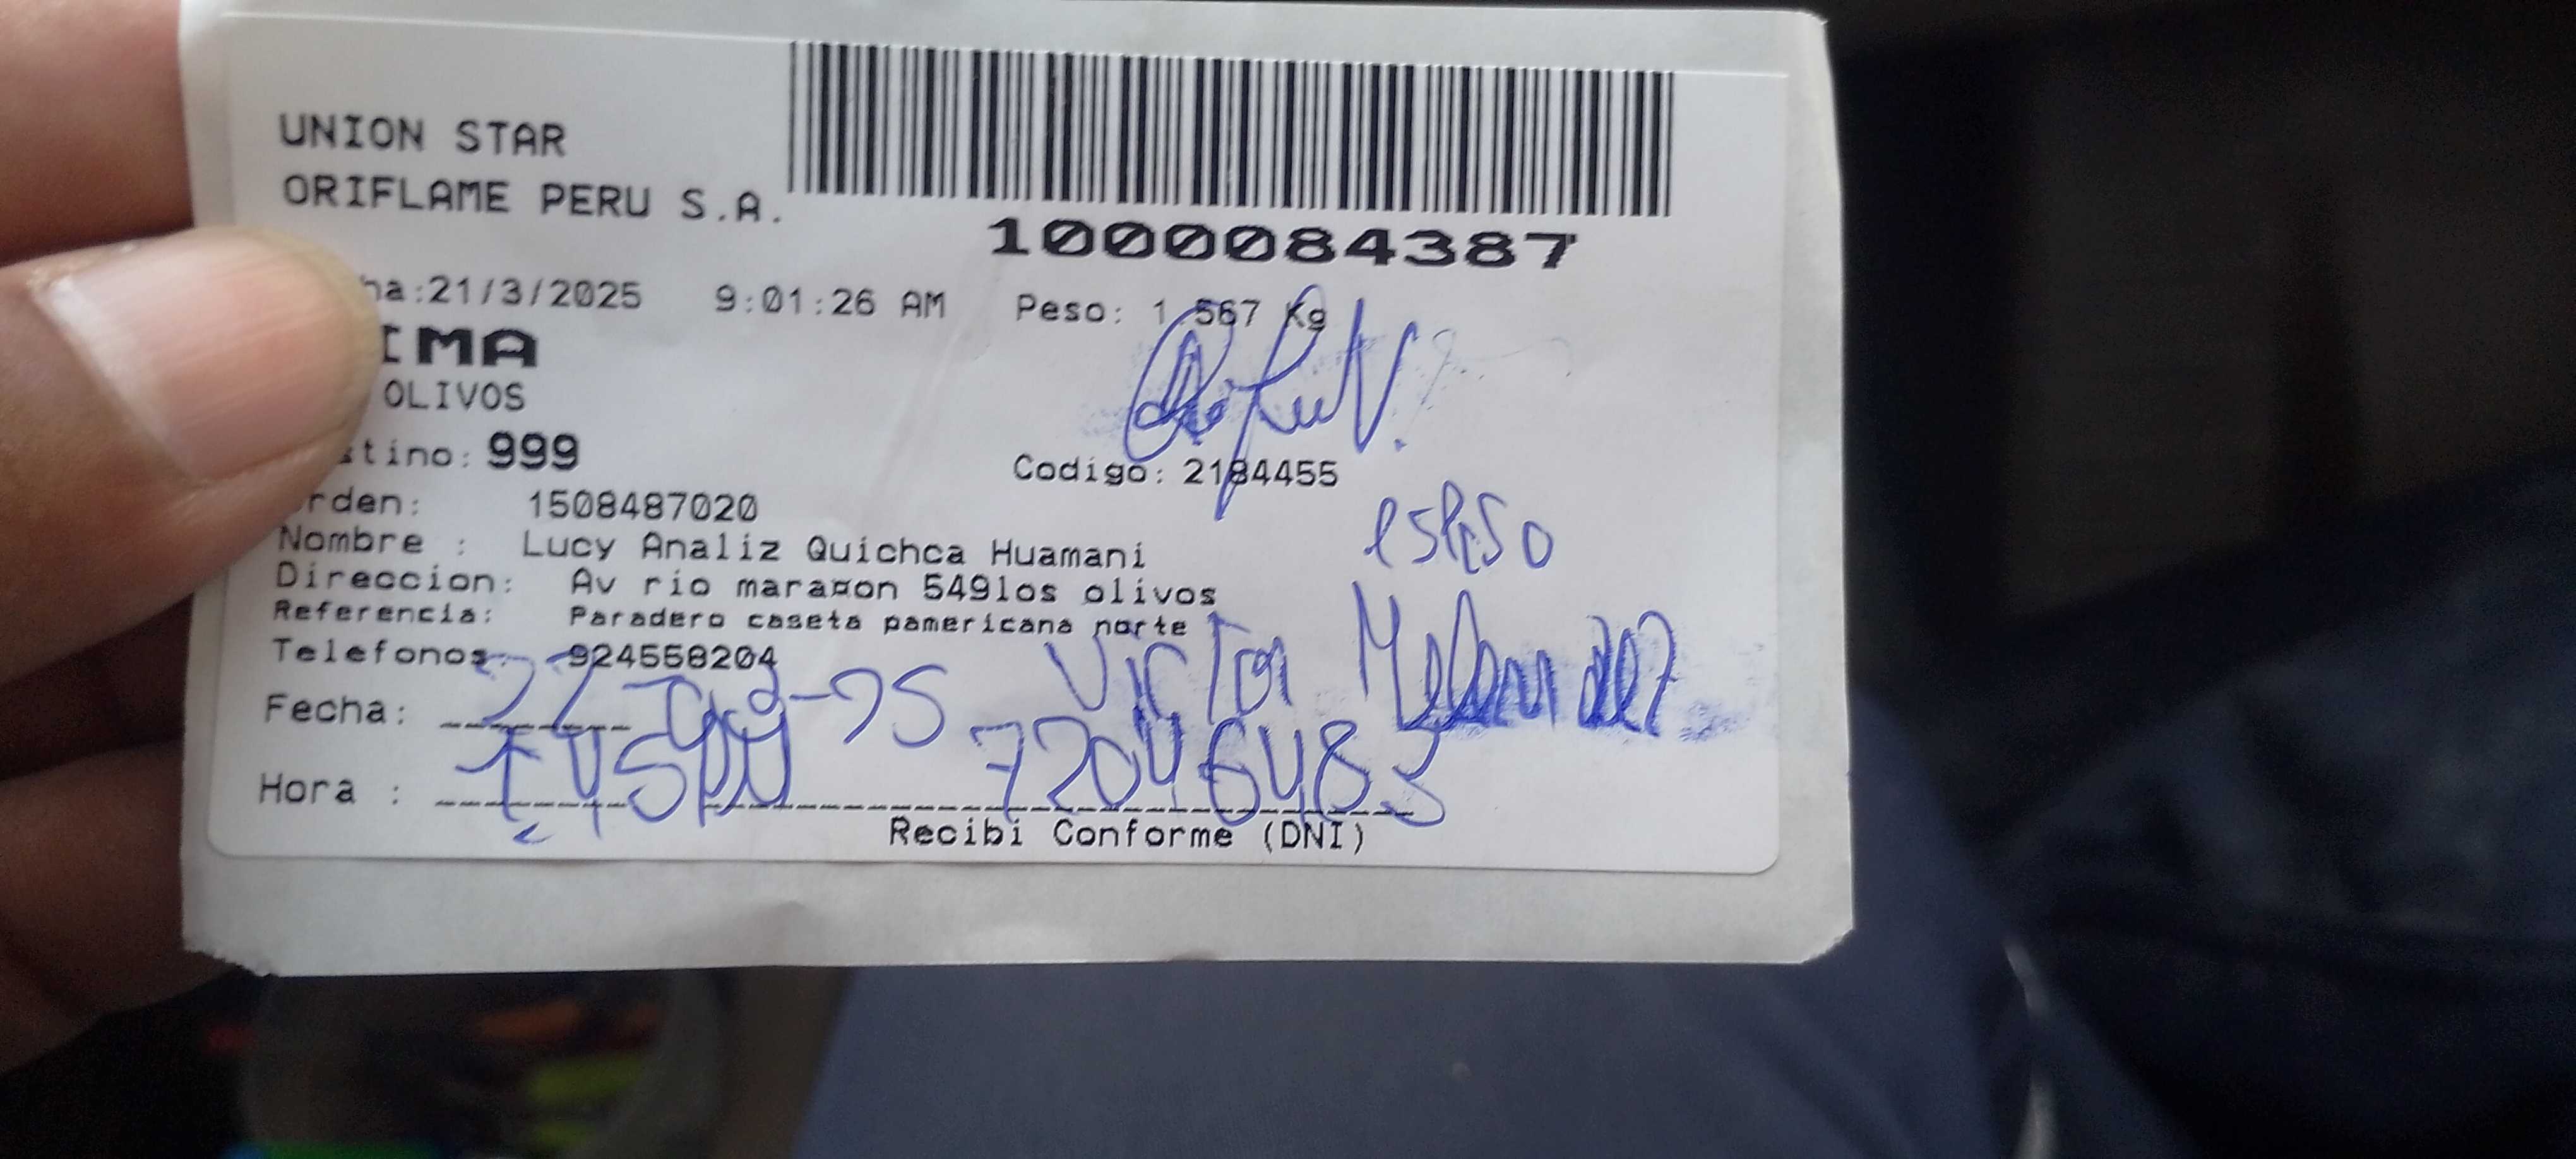 UNION STAR
ORIFLAME PERU S.A.
1000084387
ha:21/3/2025 9:01:26 AM Peso: 1.567 Kg
IMA
OLIVOS
stino: 999
Codigo: 2184455
rden: 1508487020
Nombre : Lucy Analiz Quichca Huamani
Direccion: Av rio marañon 549los olivos
Referencia: Paradero caseta pamericana norte
Telefonos: 924558204
esposo
Victor
Fecha:
72046483
Hora :
Recibi Conforme (DNI)